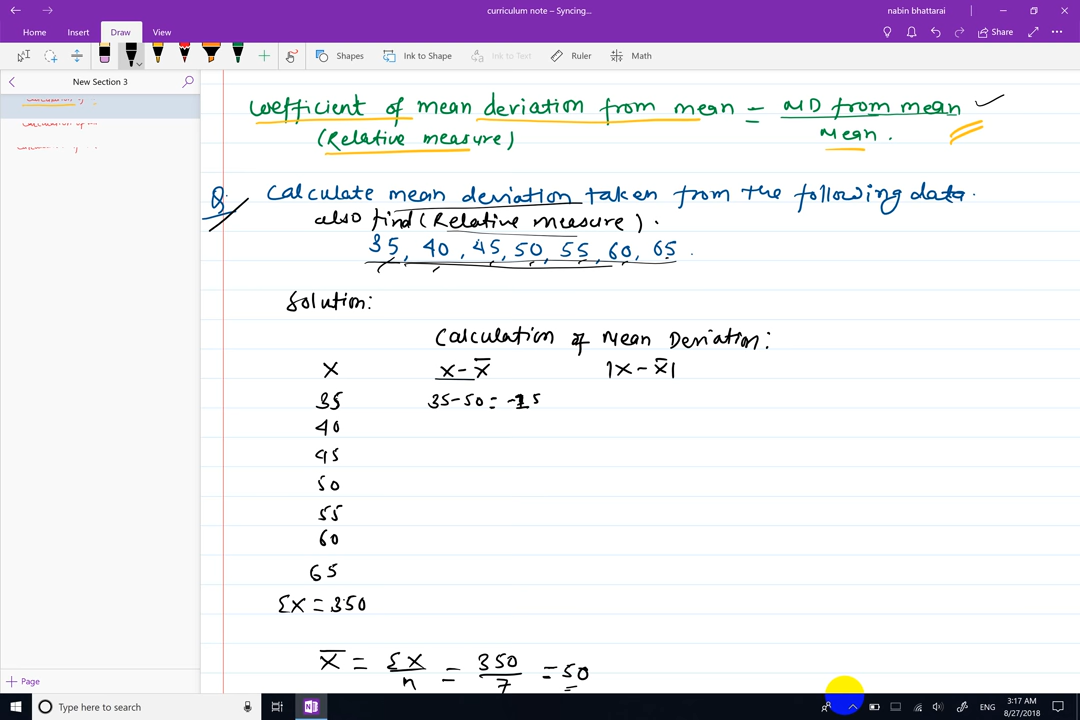 curriculum note – Syncing...
nabin bhattarai
Home Insert Draw View
Share
Shapes Ink to Shape Ink to Text Ruler Math
New Section 3
coefficient of mean deviation from mean = MD from mean
Mean.
(Relative measure)
Q. Calculate mean deviation taken from the following data.
also find (Relative measure).
35, 40, 45, 50, 55, 60, 65.
Solution:
Calculation of Mean Deviation:
X X - X̄ |X - X̄|
35 35-50 = -15
40
45
50
55
60
65
ΣX = 350
X̄ = ΣX/n = 350/7 = 50
+ Page
Type here to search
ENG
3:17 AM
8/27/2018